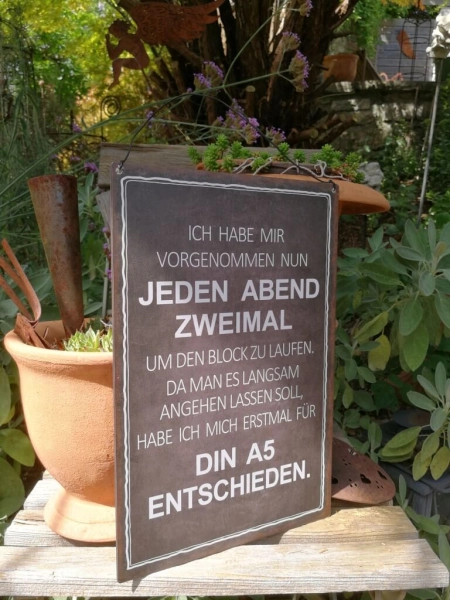 ICH HABE MIR
VORGENOMMEN NUN
JEDEN ABEND
ZWEIMAL
UM DEN BLOCK ZU LAUFEN.
DA MAN ES LANGSAM
ANGEHEN LASSEN SOLL,
HABE ICH MICH ERSTMAL FÜR
DIN A5
ENTSCHIEDEN.